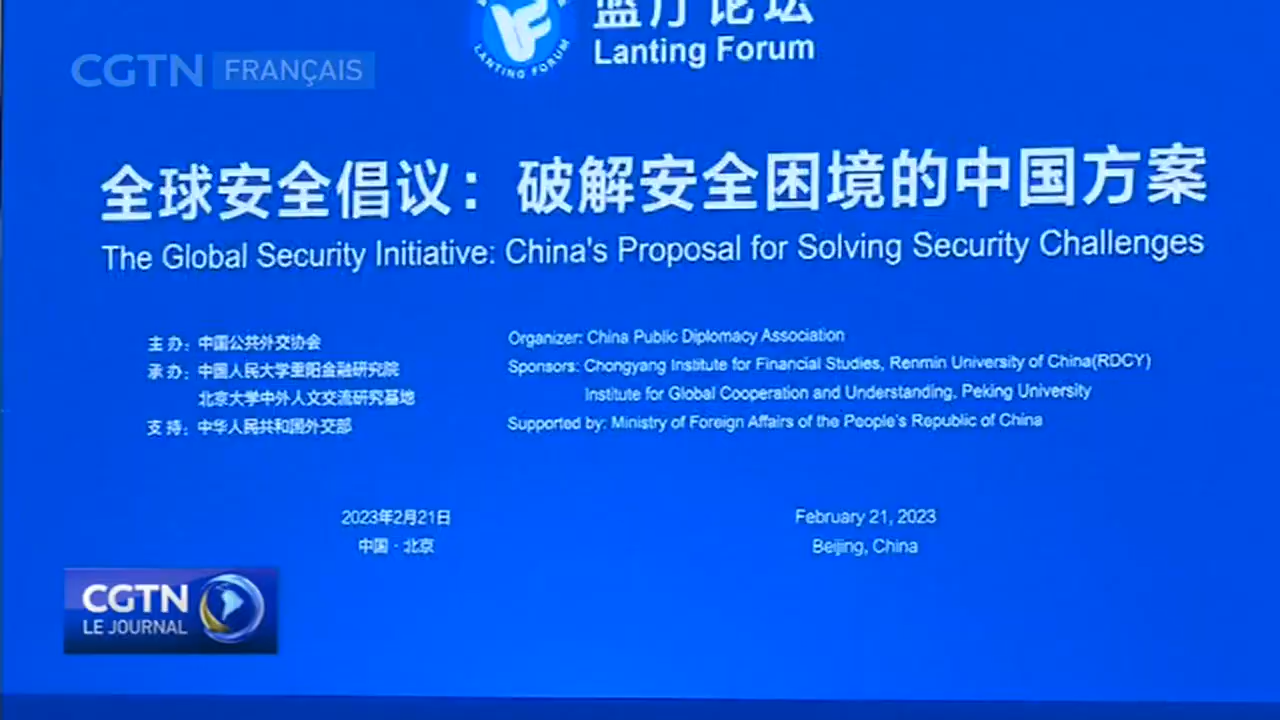 蓝厅论坛
Lanting Forum
LANTING FORUM
CGTN FRANÇAIS
全球安全倡议：破解安全困境的中国方案
The Global Security Initiative: China's Proposal for Solving Security Challenges
主 办：中国公共外交协会
Organizer: China Public Diplomacy Association
承 办：中国人民大学重阳金融研究院
Sponsors: Chongyang Institute for Financial Studies, Renmin University of China(RDCY)
北京大学中外人文交流研究基地
Institute for Global Cooperation and Understanding, Peking University
支 持：中华人民共和国外交部
Supported by: Ministry of Foreign Affairs of the People's Republic of China
2023年2月21日
February 21, 2023
中国 · 北京
Beijing, China
CGTN
LE JOURNAL